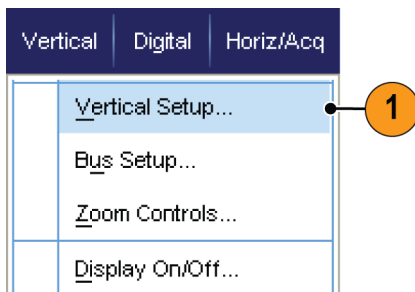 Vertical Digital Horiz/Acq
Vertical Setup... 1
Bus Setup...
Zoom Controls...
Display On/Off...